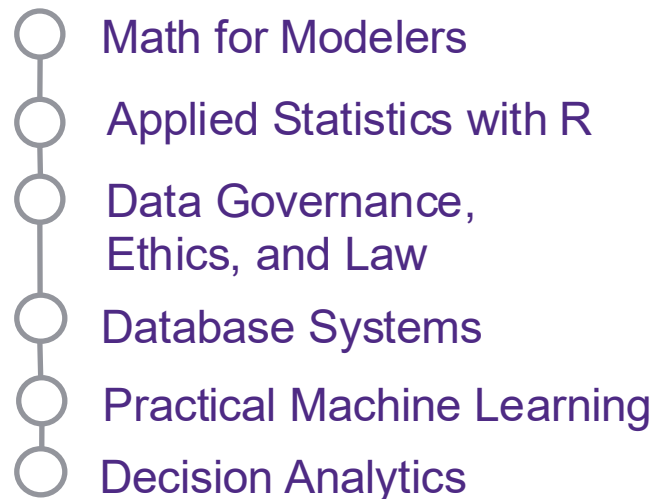 Math for Modelers
Applied Statistics with R
Data Governance,
Ethics, and Law
Database Systems
Practical Machine Learning
Decision Analytics